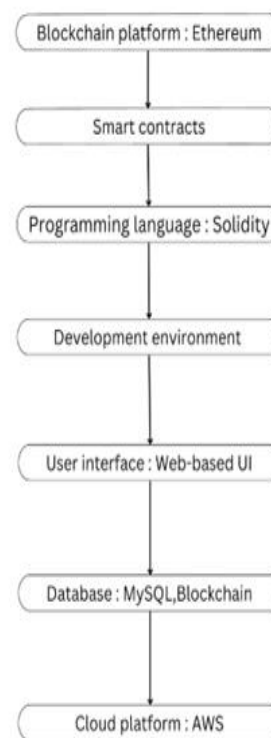 Blockchain platform : Ethereum
Smart contracts
Programming language : Solidity
Development environment
User interface : Web-based UI
Database : MySQL,Blockchain
Cloud platform : AWS